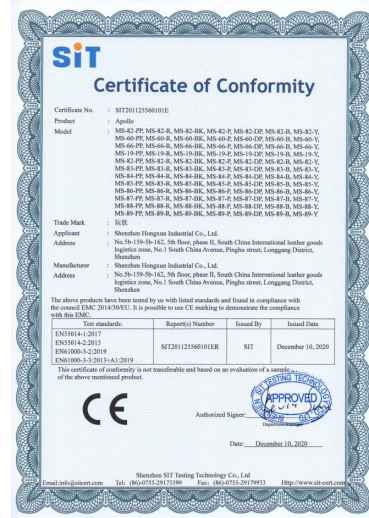 SiT
Certificate of Conformity
Certificate No. : SIT201125560101E
Product : Apollo
Model : MS-82-PP, MS-82-R, MS-82-BK, MS-82-P, MS-82-DP, MS-82-B, MS-82-Y,
MS-60-PP, MS-60-R, MS-60-BK, MS-60-P, MS-60-DP, MS-60-B, MS-60-Y,
MS-66-PP, MS-66-R, MS-66-BK, MS-66-P, MS-66-DP, MS-66-B, MS-66-Y,
MS-19-PP, MS-19-R, MS-19-BK, MS-19-P, MS-19-DP, MS-19-B, MS-19-Y,
MS-82-PP, MS-82-R, MS-82-BK, MS-82-P, MS-82-DP, MS-82-B, MS-82-Y,
MS-83-PP, MS-83-R, MS-83-BK, MS-83-P, MS-83-DP, MS-83-B, MS-83-Y,
MS-84-PP, MS-84-R, MS-84-BK, MS-84-P, MS-84-DP, MS-84-B, MS-84-Y,
MS-85-PP, MS-85-R, MS-85-BK, MS-85-P, MS-85-DP, MS-85-B, MS-85-Y,
MS-86-PP, MS-86-R, MS-86-BK, MS-86-P, MS-86-DP, MS-86-B, MS-86-Y,
MS-87-PP, MS-87-R, MS-87-BK, MS-87-P, MS-87-DP, MS-87-B, MS-87-Y,
MS-88-PP, MS-88-R, MS-88-BK, MS-88-P, MS-88-DP, MS-88-B, MS-88-Y,
MS-89-PP, MS-89-R, MS-89-BK, MS-89-P, MS-89-DP, MS-89-B, MS-89-Y
Trade Mark :
Applicant : Shenzhen Hongxun Industrial Co., Ltd.
Address : No.5b-159-5b-162, 5th floor, phase II, South China International leather goods
logistics zone, No.1 South China Avenue, Pinghu street, Longgang District,
Shenzhen
Manufacturer : Shenzhen Hongxun Industrial Co., Ltd.
Address : No.5b-159-5b-162, 5th floor, phase II, South China International leather goods
logistics zone, No.1 South China Avenue, Pinghu street, Longgang District,
Shenzhen
The above products have been tested by us with listed standards and found in compliance with
the council EMC 2014/30/EU. It is possible to use CE marking to demonstrate the compliance
with this EMC.
Test standards: Report(s) Number Issued By Issued Date
EN55014-1:2017
EN55014-2:2015
EN61000-3-2:2019
EN61000-3-3:2013+A1:2019
SIT201125560101ER SIT December 10, 2020
This certificate of conformity is not transferable and based on an evaluation of a sample
of the above mentioned product.
CE
APPROVED
Authorized Signer:
Department Manager
Date: December 10, 2020
Shenzhen SIT Testing Technology Co., Ltd
Email:info@sitcert.com Tel: (86)-0755-29173399 Fax: (86)-0755-29179933 Http://www.sit-cert.com